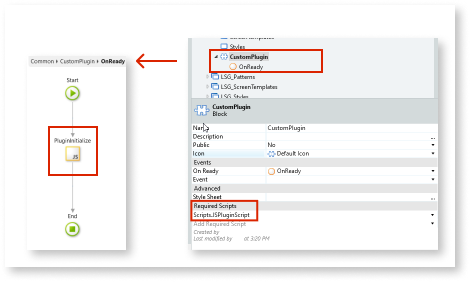 Common ▸ CustomPlugin ▸ OnReady
Start
PluginInitialize
JS
End
ScreenTemplates
Styles
CustomPlugin
OnReady
LSG_Patterns
LSG_ScreenTemplates
LSG_Styles
CustomPlugin
Block
Name CustomPlugin
Description ...
Public No
Icon Default Icon
Events
On Ready OnReady
Event
Advanced
Style Sheet ...
Required Scripts
Scripts.JSPluginScript
Add Required Script
Created by
Last modified by at 3:20 PM